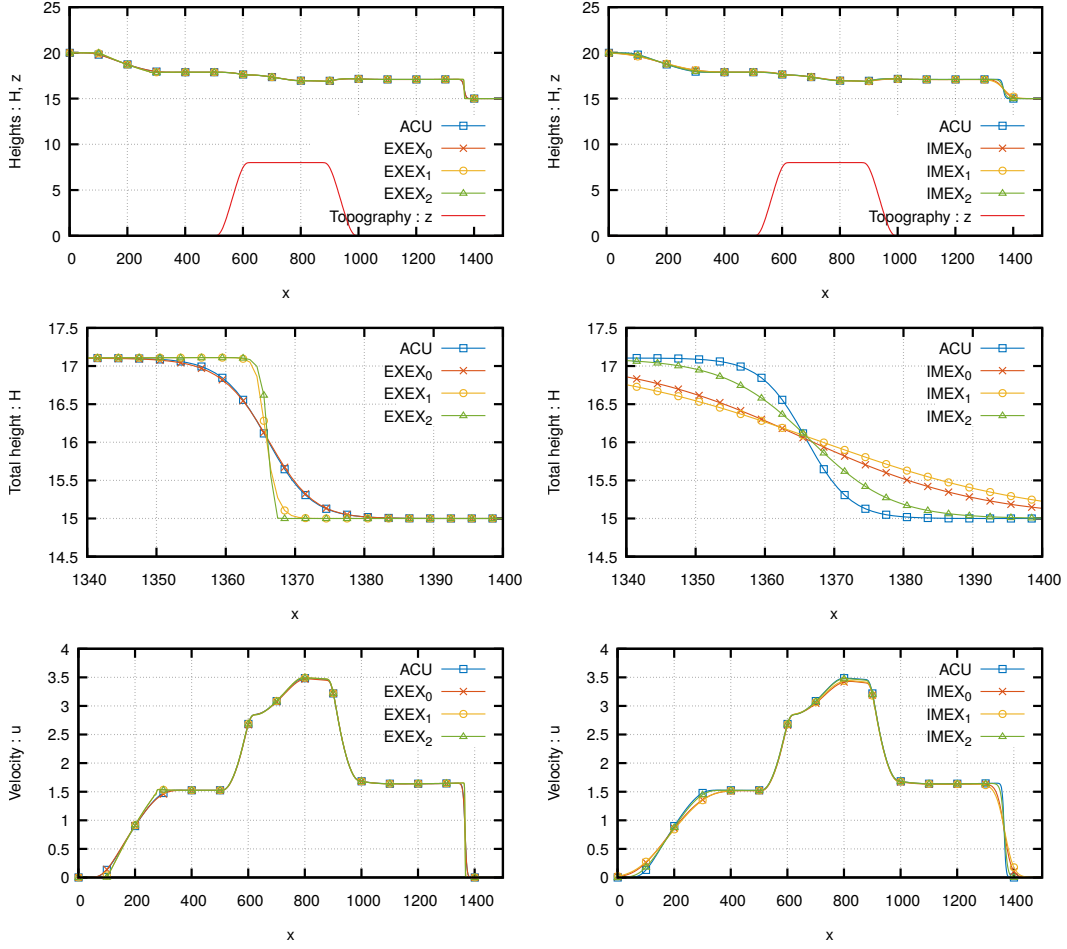 Heights : H, z
25
20
15
10
5
0
ACU
EXEX0
EXEX1
EXEX2
Topography : z
0 200 400 600 800 1000 1200 1400
x
Heights : H, z
25
20
15
10
5
0
ACU
IMEX0
IMEX1
IMEX2
Topography : z
0 200 400 600 800 1000 1200 1400
x
Total height : H
17.5
17
16.5
16
15.5
15
14.5
ACU
EXEX0
EXEX1
EXEX2
1340 1350 1360 1370 1380 1390 1400
x
Total height : H
17.5
17
16.5
16
15.5
15
14.5
ACU
IMEX0
IMEX1
IMEX2
1340 1350 1360 1370 1380 1390 1400
x
Velocity : u
4
3.5
3
2.5
2
1.5
1
0.5
0
ACU
EXEX0
EXEX1
EXEX2
0 200 400 600 800 1000 1200 1400
x
Velocity : u
4
3.5
3
2.5
2
1.5
1
0.5
0
ACU
IMEX0
IMEX1
IMEX2
0 200 400 600 800 1000 1200 1400
x